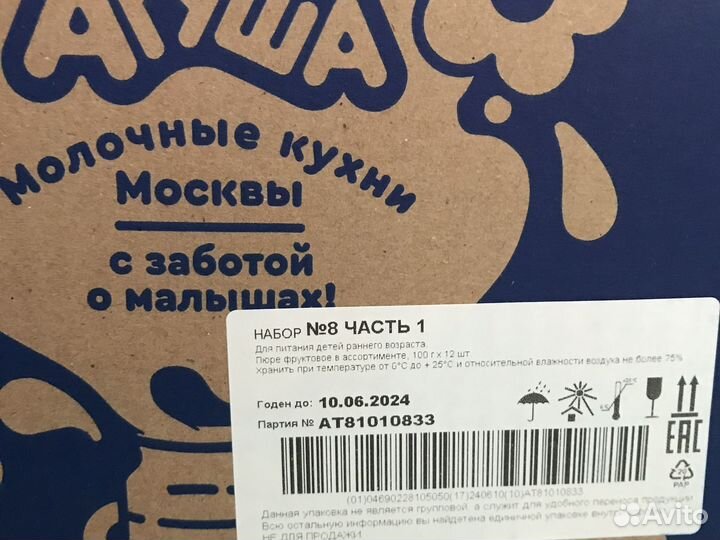 АГУША
Молочные кухни
Москвы
с заботой
о малышах!
НАБОР №8 ЧАСТЬ 1
Для питания детей раннего возраста.
Пюре фруктовое в ассортименте, 100 г х 12 шт
хранить при температуре от 0°С до + 25°С и относительной влажности воздуха не более 75%
Годен до: 10.06.2024
Партия № АТ81010833
EAC
20
PAP
(01)04690228105050(17)240610(10)AT81010833
Данная упаковка не является групповой, а служит для удобного переноса продукции
Всю остальную информацию вы найдете на единичной упаковке внутри
НЕ ДЛЯ ПРОДАЖИ
Avito